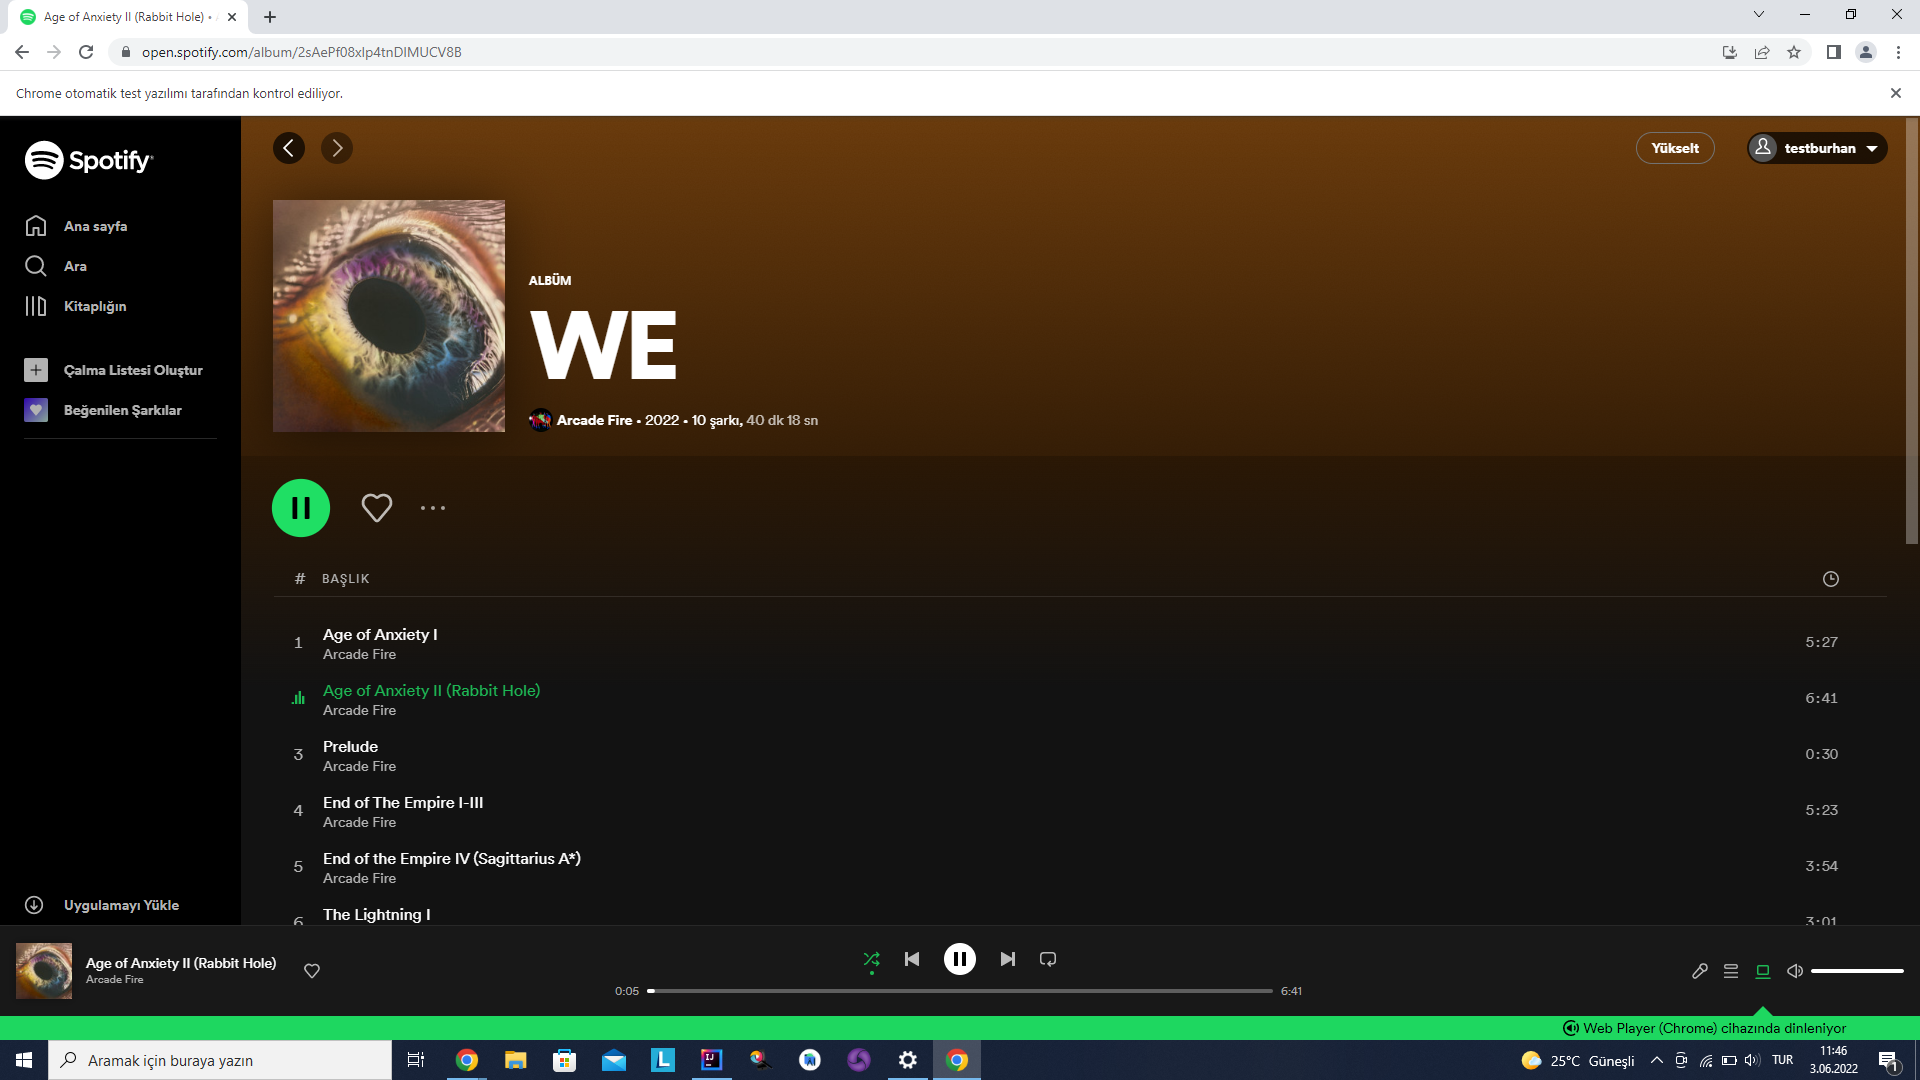 Age of Anxiety II (Rabbit Hole) •
open.spotify.com/album/2sAePf08xlp4tnDIMUCV8B
Chrome otomatik test yazılımı tarafından kontrol ediliyor.
Spotify
Yükselt
testburhan
Ana sayfa
Ara
Kitaplığın
Çalma Listesi Oluştur
Beğenilen Şarkılar
Uygulamayı Yükle
ALBÜM
WE
Arcade Fire • 2022 • 10 şarkı, 40 dk 18 sn
# BAŞLIK
1 Age of Anxiety I 5:27
Arcade Fire
Age of Anxiety II (Rabbit Hole) 6:41
Arcade Fire
3 Prelude 0:30
Arcade Fire
4 End of The Empire I-III 5:23
Arcade Fire
5 End of the Empire IV (Sagittarius A*) 3:54
Arcade Fire
6 The Lightning I 3:01
Age of Anxiety II (Rabbit Hole)
Arcade Fire
0:05 6:41
Web Player (Chrome) cihazında dinleniyor
Aramak için buraya yazın
25°C Güneşli
TUR
11:46
3.06.2022
1